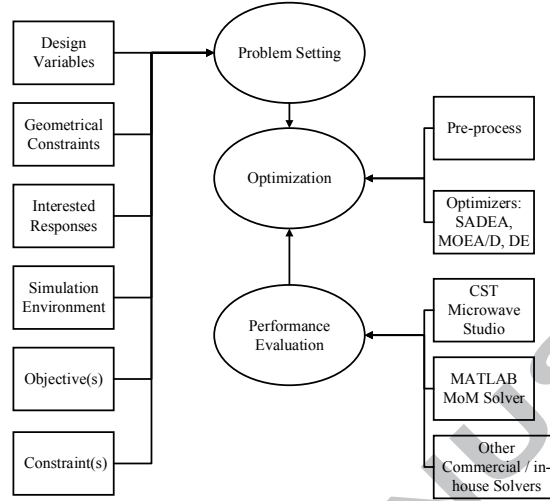 Design
Variables
Geometrical
Constraints
Interested
Responses
Simulation
Environment
Objective(s)
Constraint(s)
Problem Setting
Optimization
Performance
Evaluation
Pre-process
Optimizers:
SADEA,
MOEA/D, DE
CST
Microwave
Studio
MATLAB
MoM Solver
Other
Commercial / in-
house Solvers
NUS